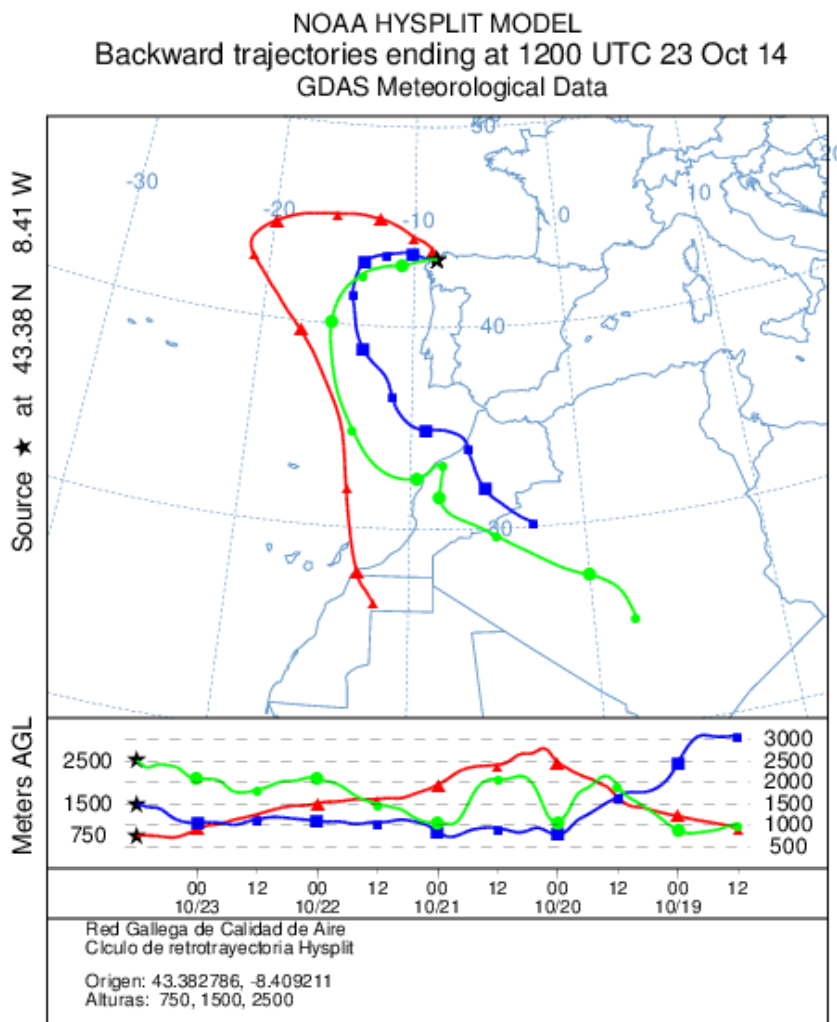 NOAA HYSPLIT MODEL
Backward trajectories ending at 1200 UTC 23 Oct 14
GDAS Meteorological Data
Source ★ at 43.38 N 8.41 W
50
20
-30
-20
-10
0
10
40
30
Meters AGL
2500
1500
750
3000
2500
2000
1500
1000
500
00 12 00 12 00 12 00 12 00 12
10/23 10/22 10/21 10/20 10/19
Red Gallega de Calidad de Aire
Clculo de retrotrayectoria Hysplit
Origen: 43.382786, -8.409211
Alturas: 750, 1500, 2500